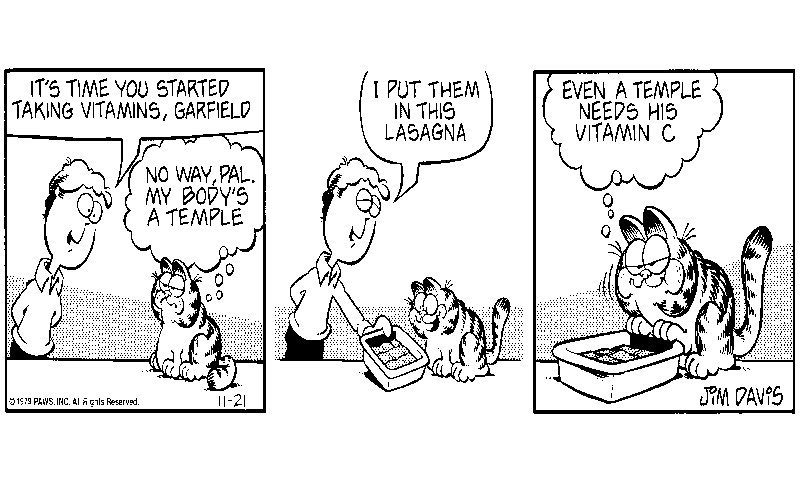 IT'S TIME YOU STARTED
TAKING VITAMINS, GARFIELD
NO WAY, PAL.
MY BODY'S
A TEMPLE
© 1979 PAWS, INC. All Rights Reserved.
11-21
I PUT THEM
IN THIS
LASAGNA
EVEN A TEMPLE
NEEDS HIS
VITAMIN C
JIM DAVIS